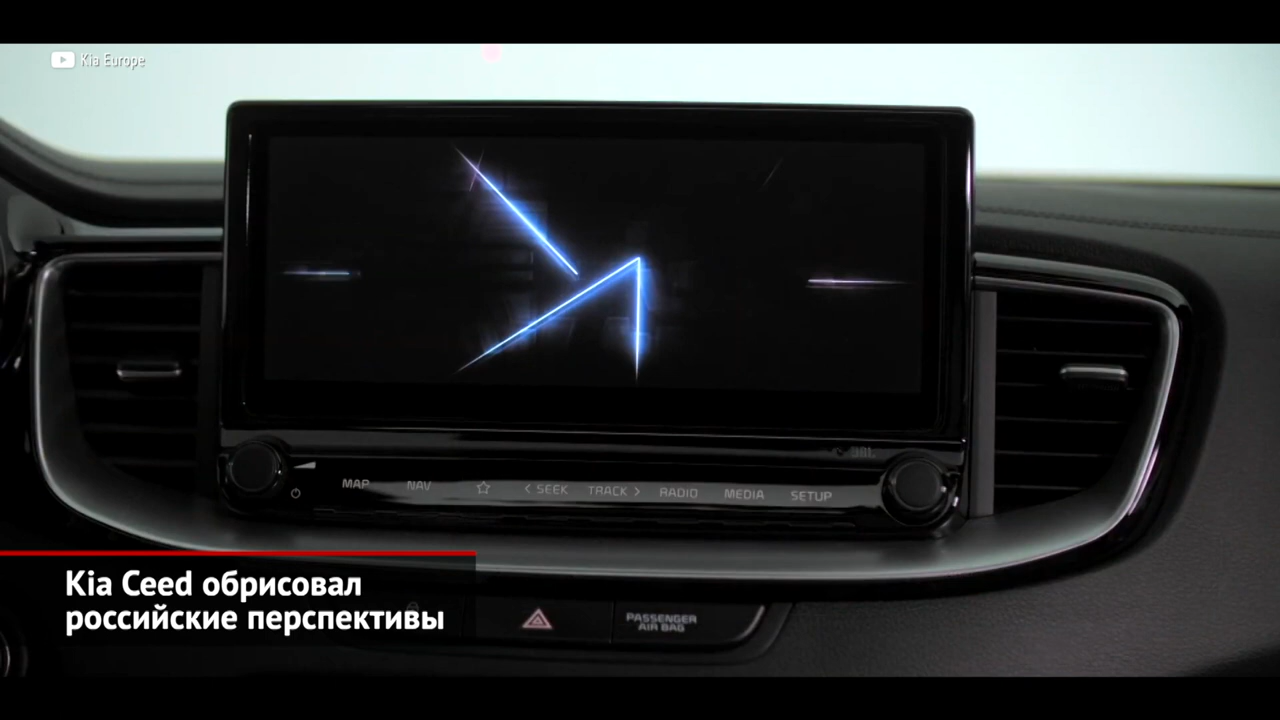 Kia Europe
MAP NAV < SEEK TRACK > RADIO MEDIA SETUP
Kia Ceed обрисовал
российские перспективы
PASSENGER
AIR BAG